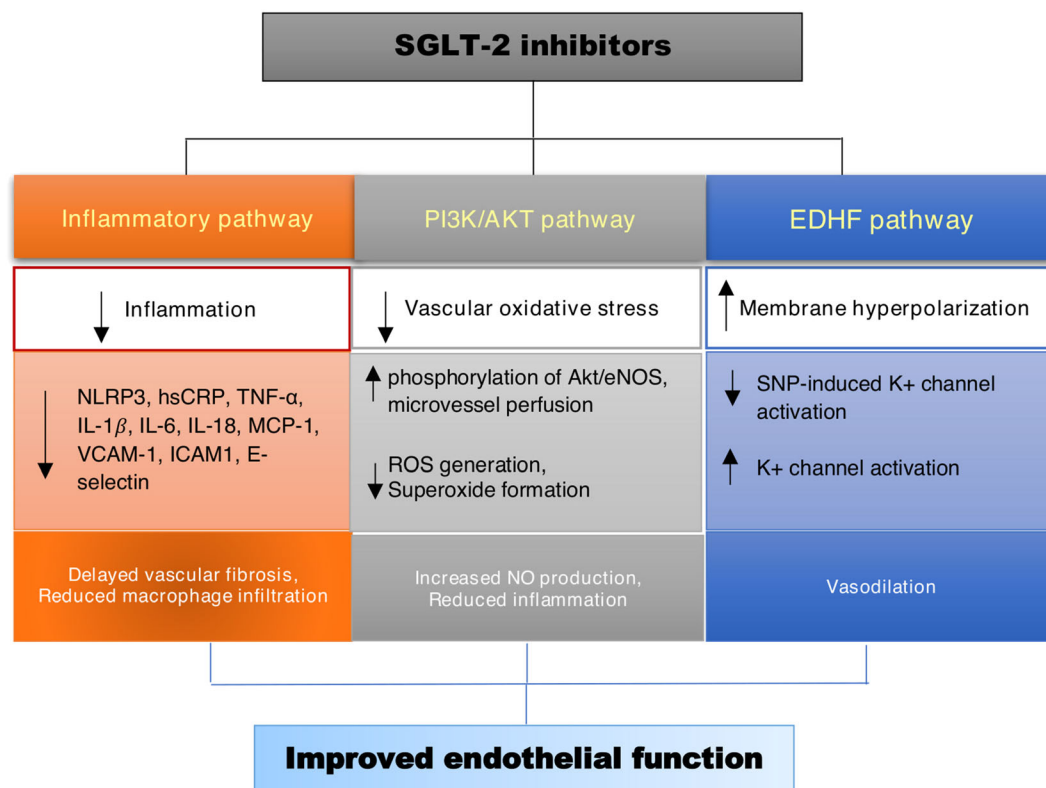 SGLT-2 inhibitors
Inflammatory pathway
PI3K/AKT pathway
EDHF pathway
↓ Inflammation
↓ Vascular oxidative stress
↑ Membrane hyperpolarization
↓ NLRP3, hsCRP, TNF-α,
IL-1β, IL-6, IL-18, MCP-1,
VCAM-1, ICAM1, E-
selectin
↑ phosphorylation of Akt/eNOS,
microvessel perfusion
↓ ROS generation,
Superoxide formation
↓ SNP-induced K+ channel
activation
↑ K+ channel activation
Delayed vascular fibrosis,
Reduced macrophage infiltration
Increased NO production,
Reduced inflammation
Vasodilation
Improved endothelial function